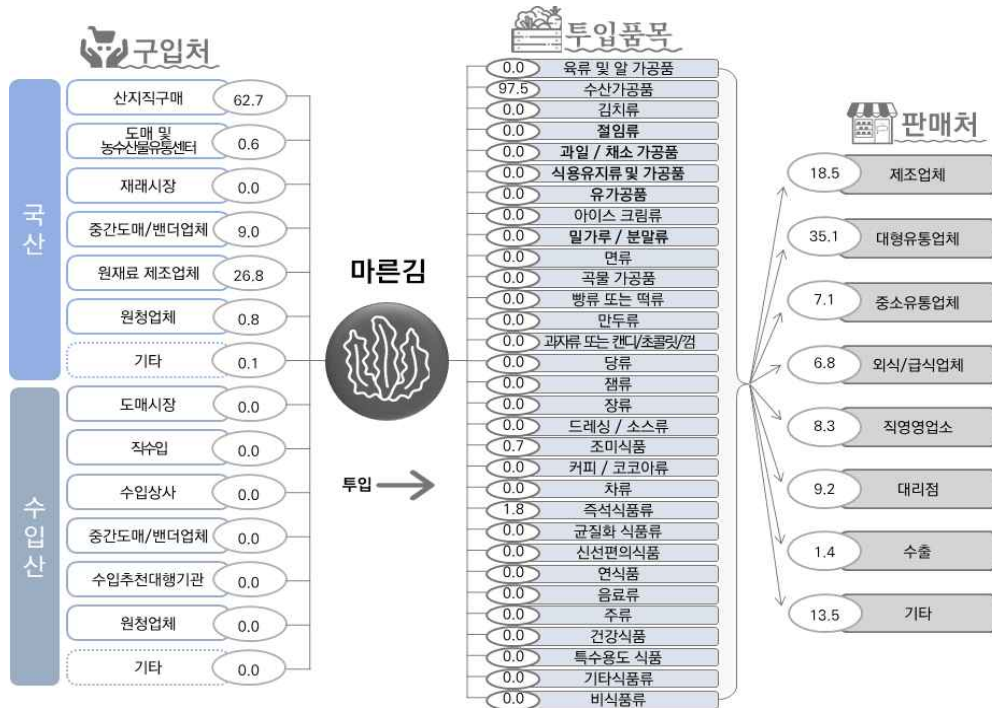 구입처
국산
산지직구매 62.7
도매 및
농수산물유통센터 0.6
재래시장 0.0
중간도매/밴더업체 9.0
원재료 제조업체 26.8
원청업체 0.8
기타 0.1
수입산
도매시장 0.0
직수입 0.0
수입상사 0.0
중간도매/밴더업체 0.0
수입추천대행기관 0.0
원청업체 0.0
기타 0.0
마른김
투입
투입품목
0.0 육류 및 알 가공품
97.5 수산가공품
0.0 김치류
0.0 절임류
0.0 과일 / 채소 가공품
0.0 식용유지류 및 가공품
0.0 유가공품
0.0 아이스 크림류
0.0 밀가루 / 분말류
0.0 면류
0.0 곡물 가공품
0.0 빵류 또는 떡류
0.0 만두류
0.0 과자류 또는 캔디/초콜릿/껌
0.0 당류
0.0 잼류
0.0 장류
0.0 드레싱 / 소스류
0.7 조미식품
0.0 커피 / 코코아류
0.0 차류
1.8 즉석식품류
0.0 균질화 식품류
0.0 신선편의식품
0.0 연식품
0.0 음료류
0.0 주류
0.0 건강식품
0.0 특수용도 식품
0.0 기타식품류
0.0 비식품류
판매처
18.5 제조업체
35.1 대형유통업체
7.1 중소유통업체
6.8 외식/급식업체
8.3 직영영업소
9.2 대리점
1.4 수출
13.5 기타